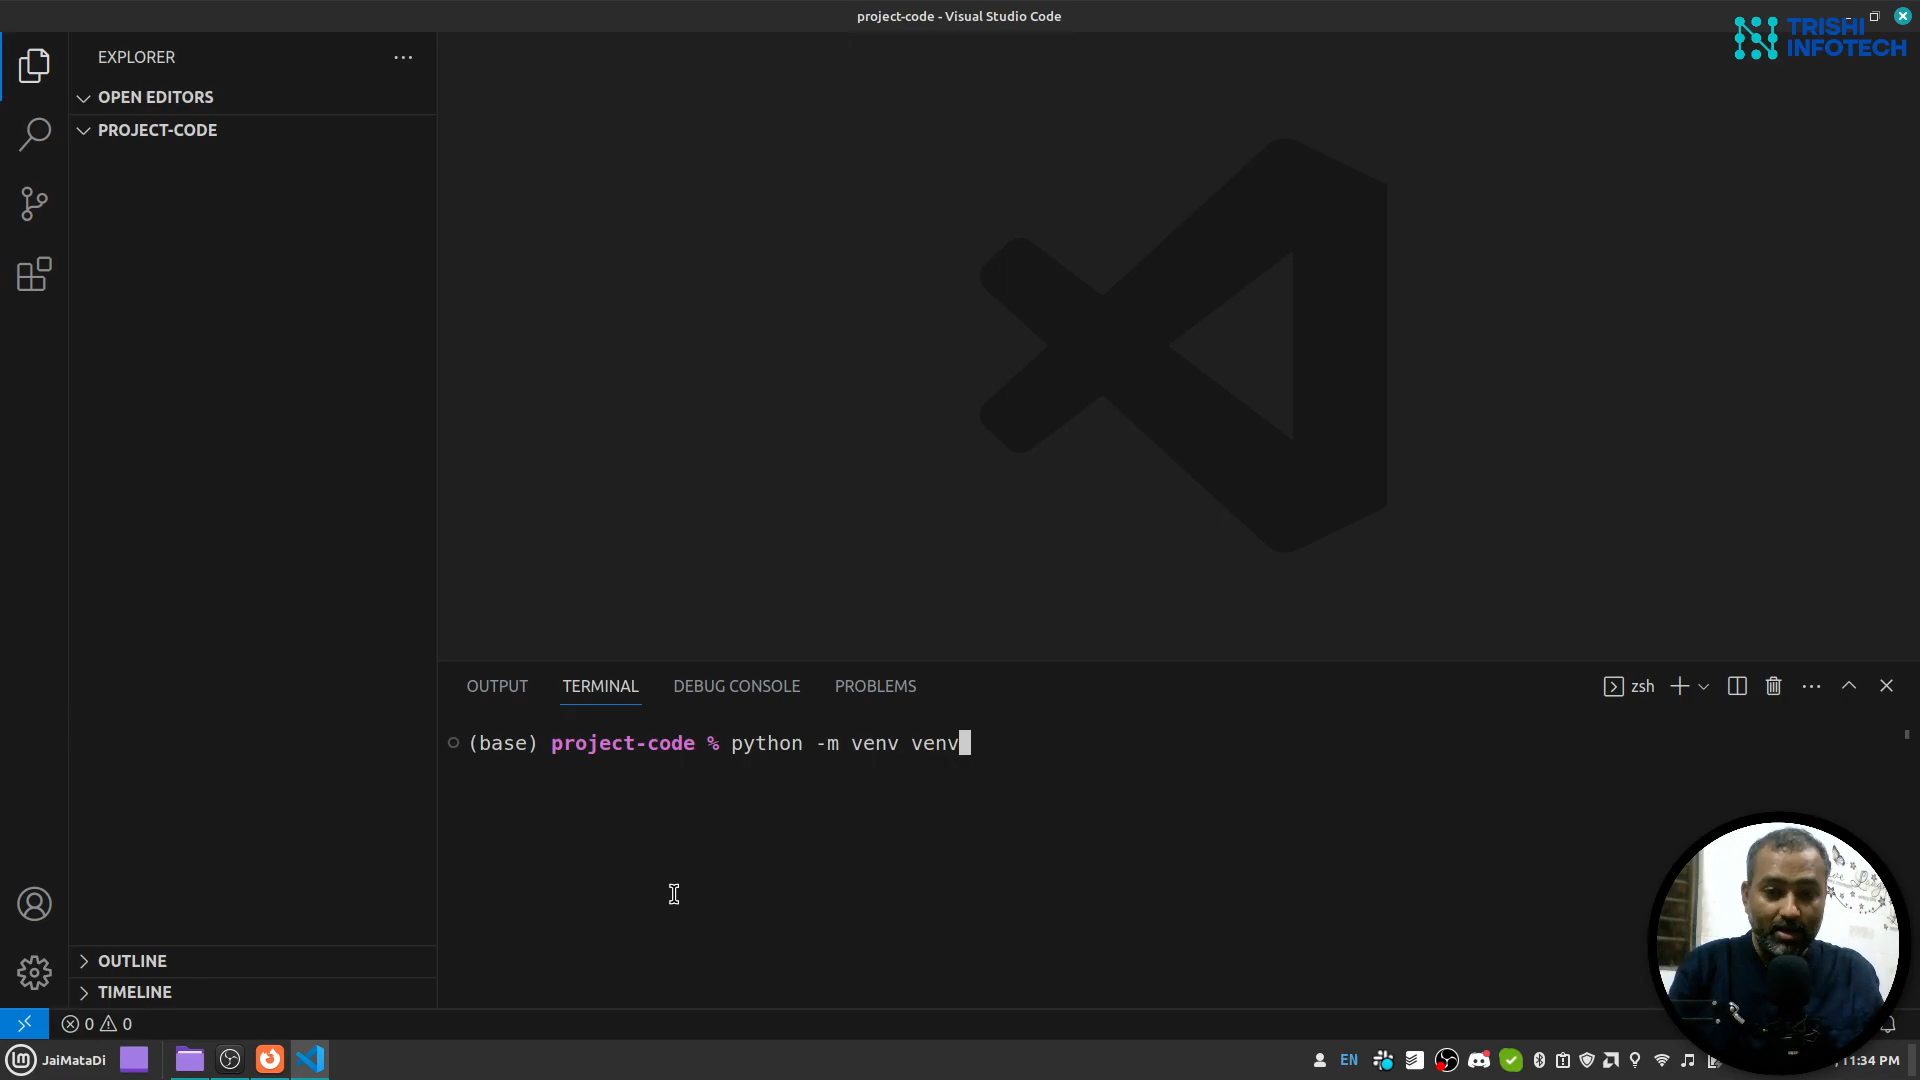 project-code - Visual Studio Code
TRISHI
INFOTECH
EXPLORER
OPEN EDITORS
PROJECT-CODE
OUTPUT
TERMINAL
DEBUG CONSOLE
PROBLEMS
zsh
(base) project-code % python -m venv venv
OUTLINE
TIMELINE
0
0
JaiMataDi
EN
11:34 PM